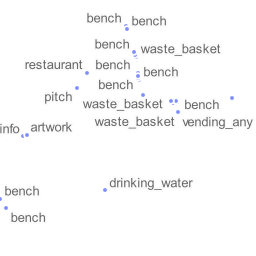 bench bench
bench waste_basket
restaurant bench bench
pitch bench
waste_basket bench
waste_basket vending_any
info artwork
drinking_water
bench
bench